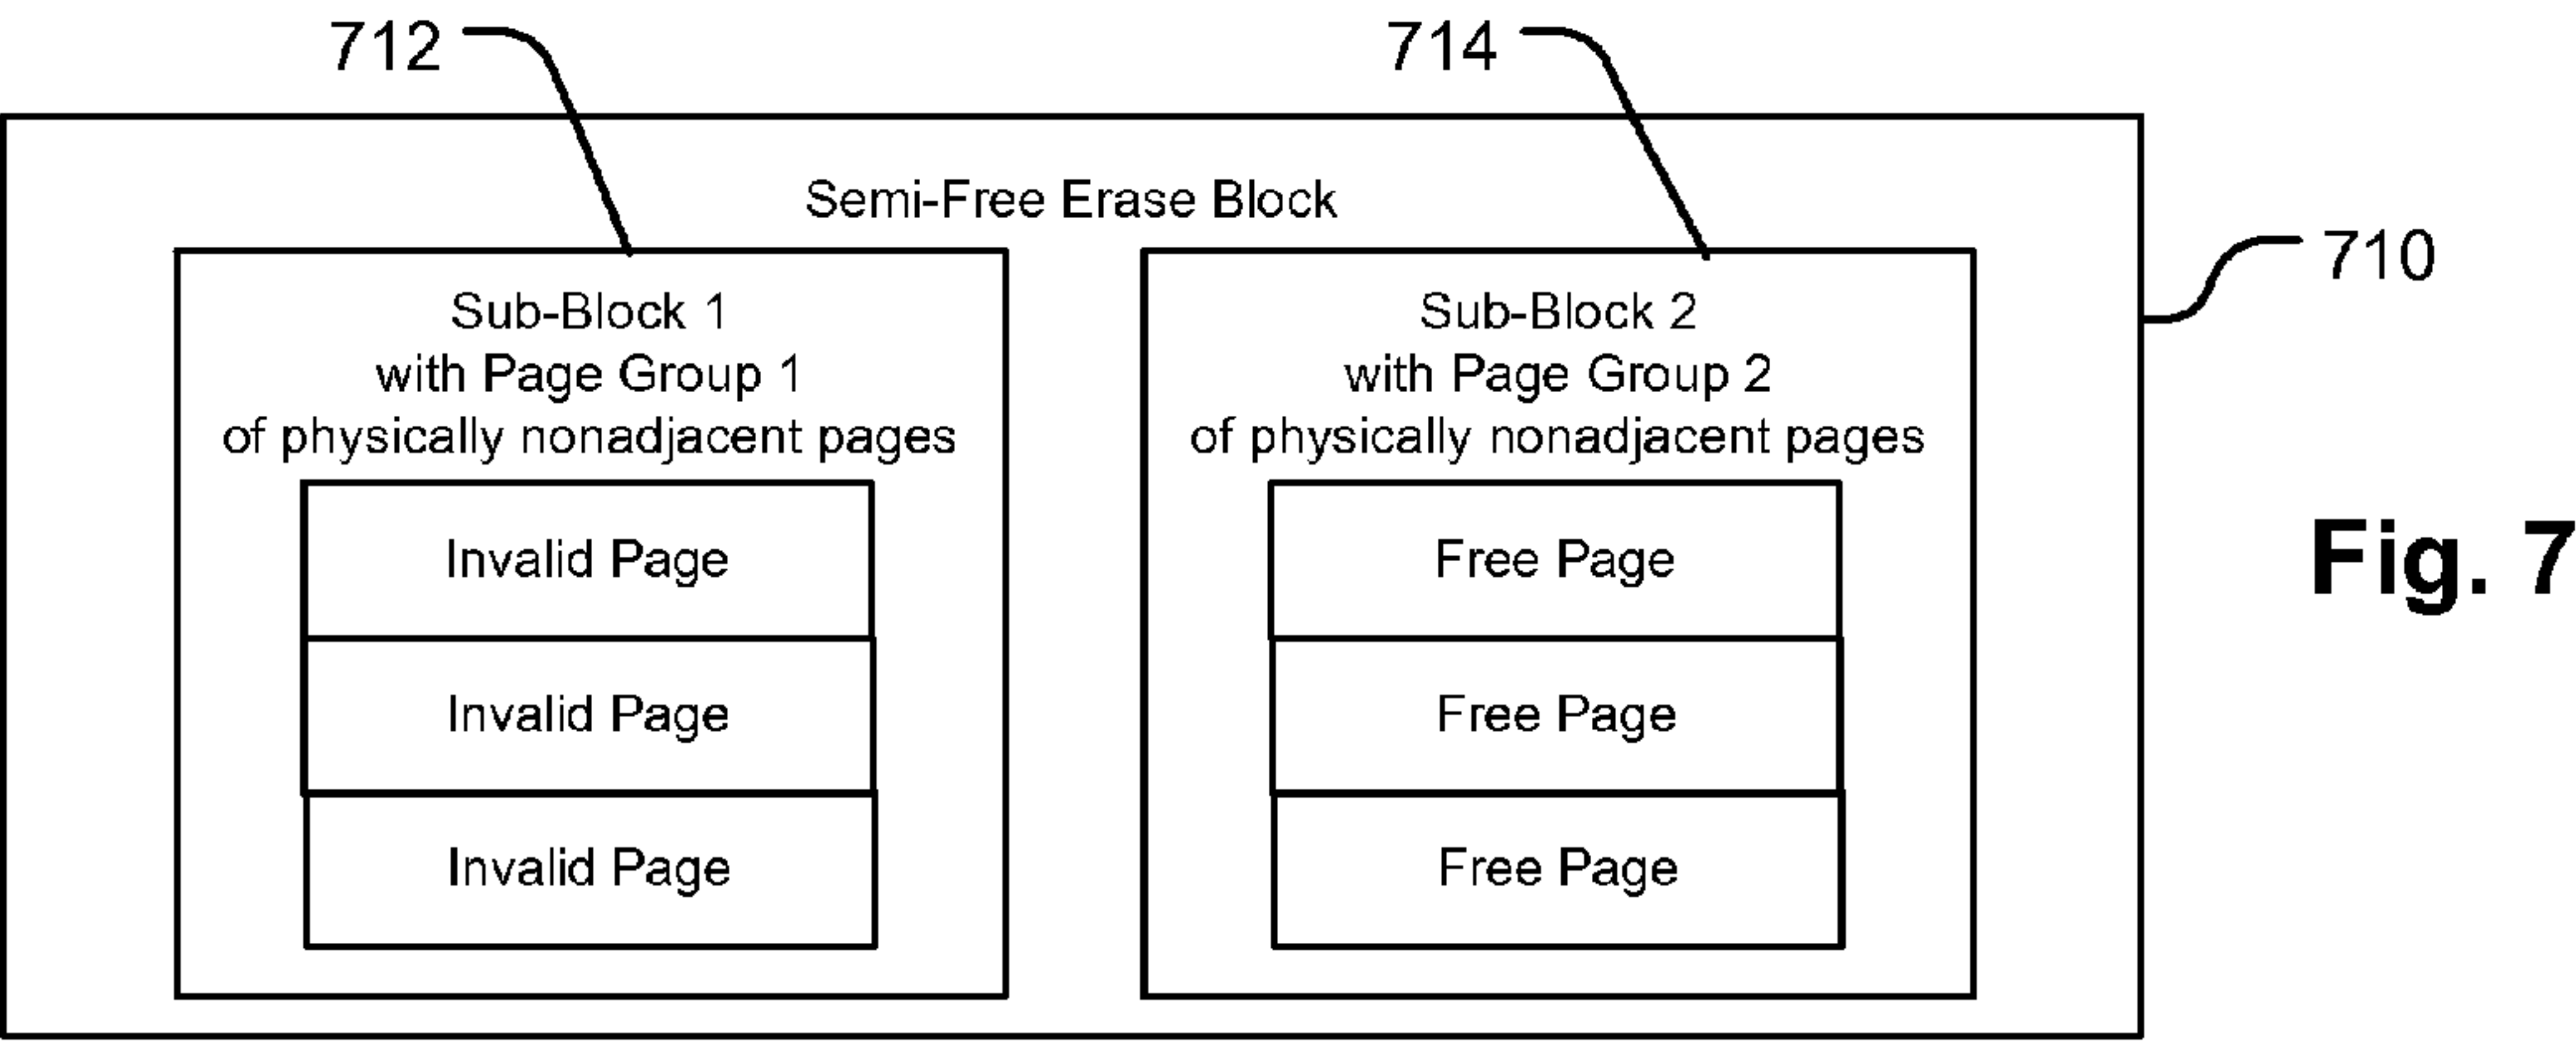 712
714
Semi-Free Erase Block
710
Sub-Block 1
with Page Group 1
of physically nonadjacent pages
Invalid Page
Invalid Page
Invalid Page
Sub-Block 2
with Page Group 2
of physically nonadjacent pages
Free Page
Free Page
Free Page
Fig. 7